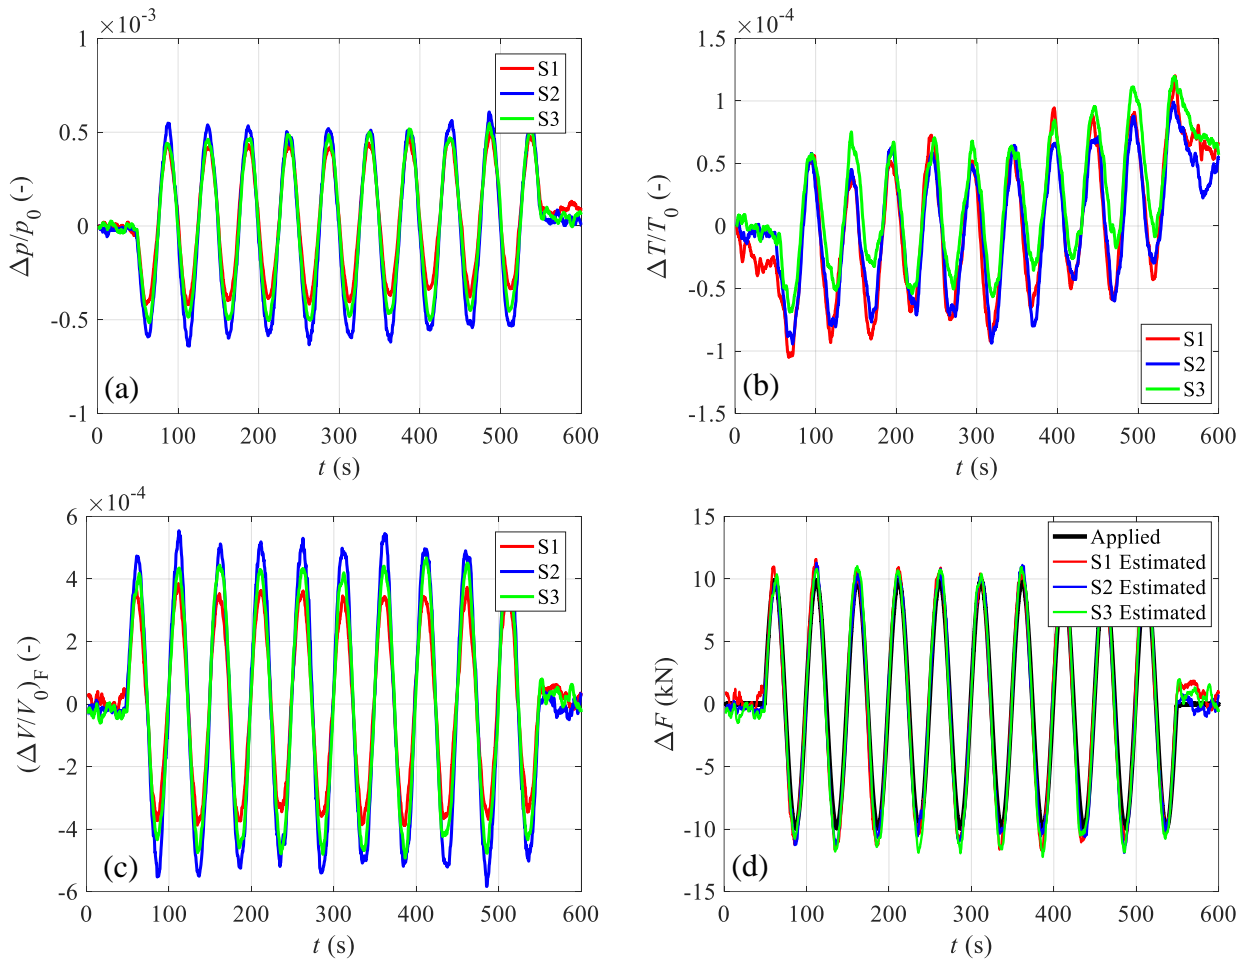 ×10-3
1
0.5
0
-0.5
-1
Δp/p0 (-)
S1
S2
S3
(a)
0 100 200 300 400 500 600
t (s)
×10-4
1.5
1
0.5
0
-0.5
-1
-1.5
ΔT/T0 (-)
S1
S2
S3
(b)
0 100 200 300 400 500 600
t (s)
×10-4
6
4
2
0
-2
-4
-6
(ΔV/V0)F (-)
S1
S2
S3
(c)
0 100 200 300 400 500 600
t (s)
15
10
5
0
-5
-10
-15
ΔF (kN)
Applied
S1 Estimated
S2 Estimated
S3 Estimated
(d)
0 100 200 300 400 500 600
t (s)